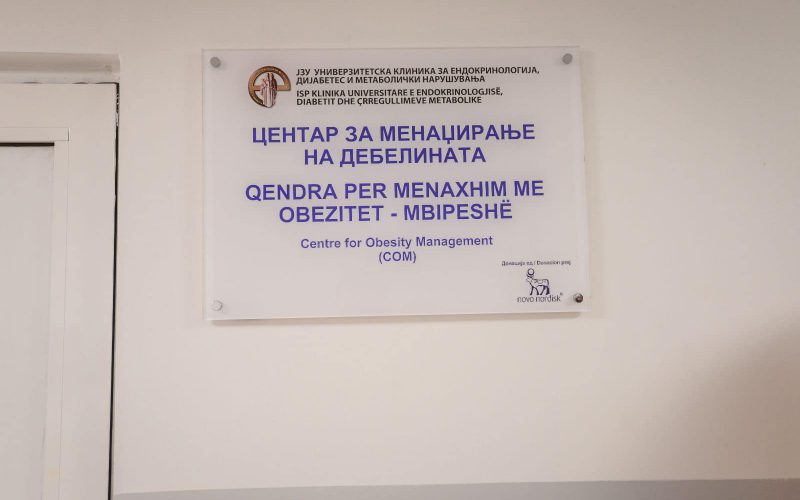 ЈЗУ УНИВЕРЗИТЕТСКА КЛИНИКА ЗА ЕНДОКРИНОЛОГИЈА,
ДИЈАБЕТЕС И МЕТАБОЛИЧКИ НАРУШУВАЊА
ISP KLINIKA UNIVERSITARE E ENDOKRINOLOGJISË,
DIABETIT DHE ÇRREGULLIMEVE METABOLIKE
ЦЕНТАР ЗА МЕНАЏИРАЊЕ
НА ДЕБЕЛИНАТА
QENDRA PER MENAXHIM ME
OBEZITET - MBIPESHË
Centre for Obesity Management
(COM)
Донација од / Donacion prej
novo nordisk®